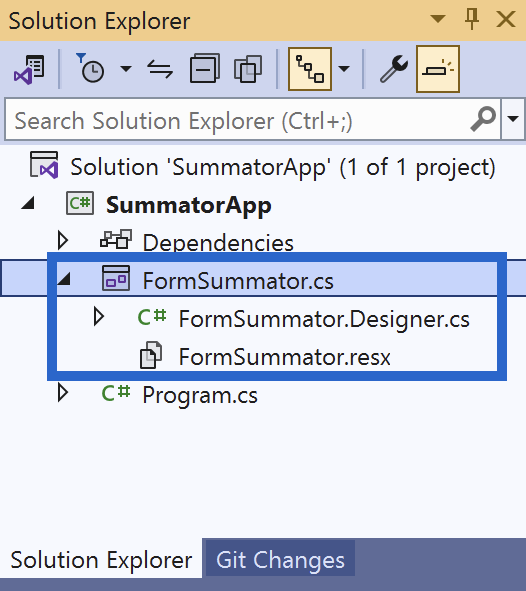 Solution Explorer
Search Solution Explorer (Ctrl+;)
Solution 'SummatorApp' (1 of 1 project)
C# SummatorApp
Dependencies
FormSummator.cs
C# FormSummator.Designer.cs
FormSummator.resx
C# Program.cs
Solution Explorer Git Changes